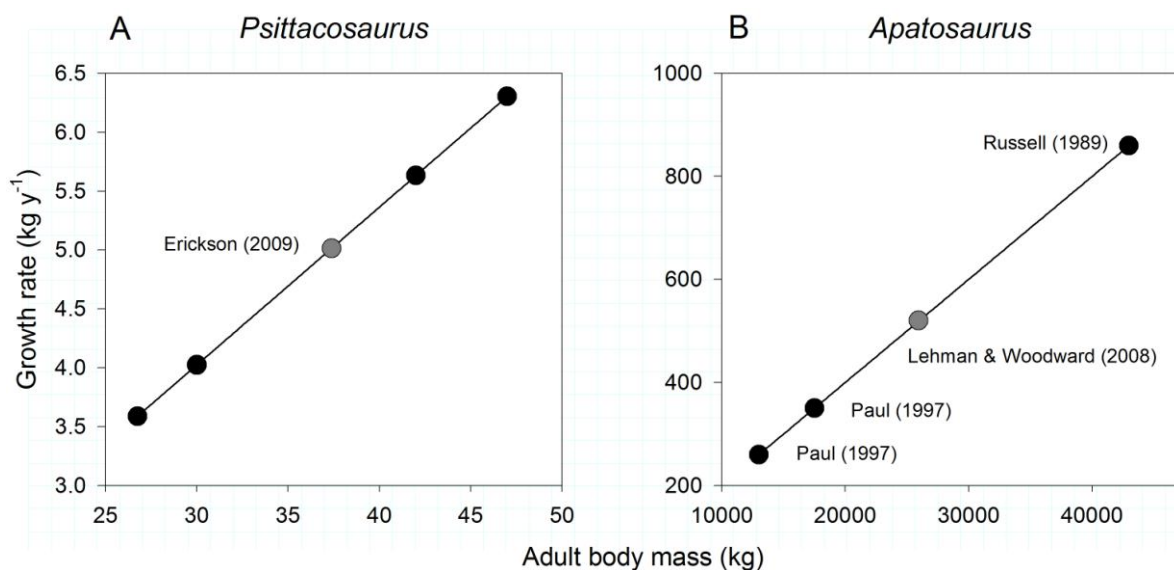 A Psittacosaurus
B Apatosaurus
Growth rate (kg y⁻¹)
6.5
6.0
5.5
5.0
4.5
4.0
3.5
3.0
Erickson (2009)
25 30 35 40 45 50
1000
800
600
400
200
Russell (1989)
Lehman & Woodward (2008)
Paul (1997)
Paul (1997)
10000 20000 30000 40000
Adult body mass (kg)